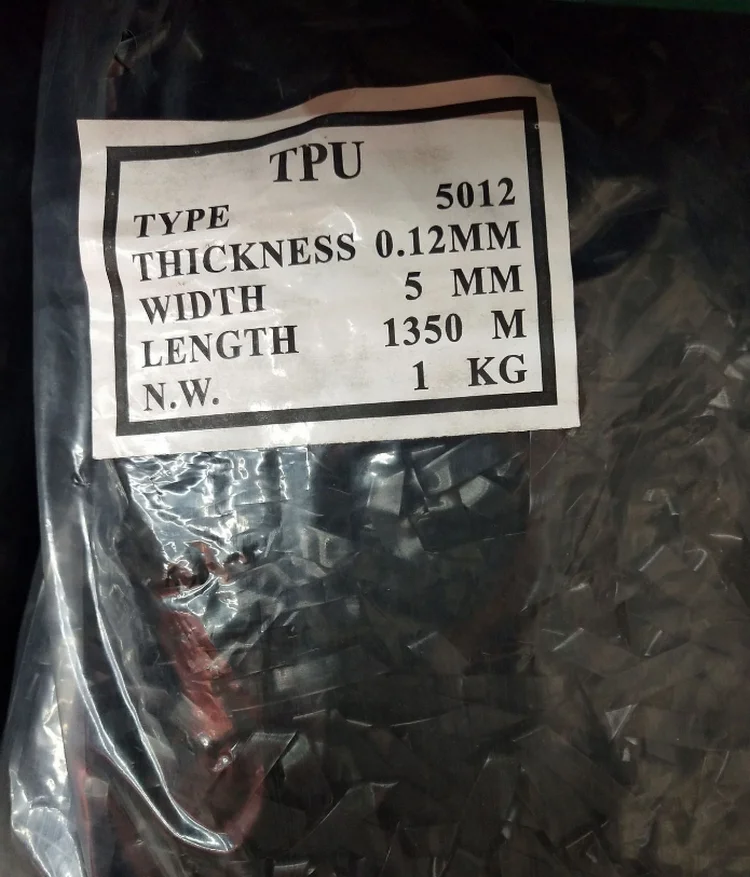 TPU
TYPE 5012
THICKNESS 0.12MM
WIDTH 5 MM
LENGTH 1350 M
N.W. 1 KG